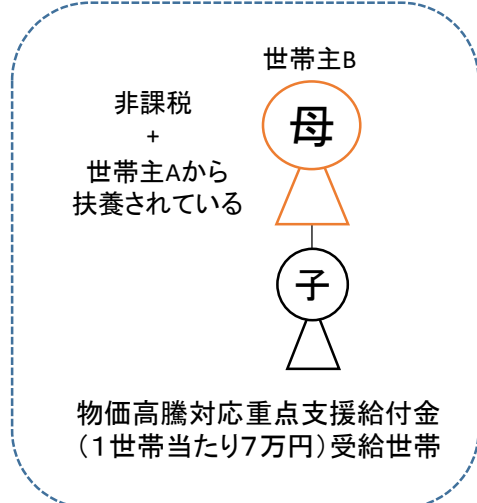 世帯主B
非課税
+
世帯主Aから
扶養されている
母
子
物価高騰対応重点支援給付金
（１世帯当たり７万円）受給世帯